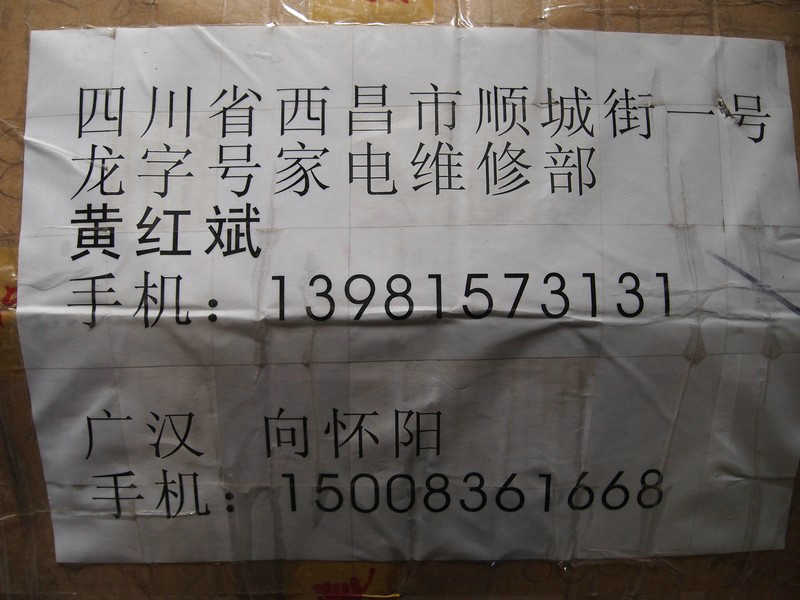 四川省西昌市顺城街一号
龙字号家电维修部
黄红斌
手机：13981573131
广汉 向怀阳
手机：15008361668